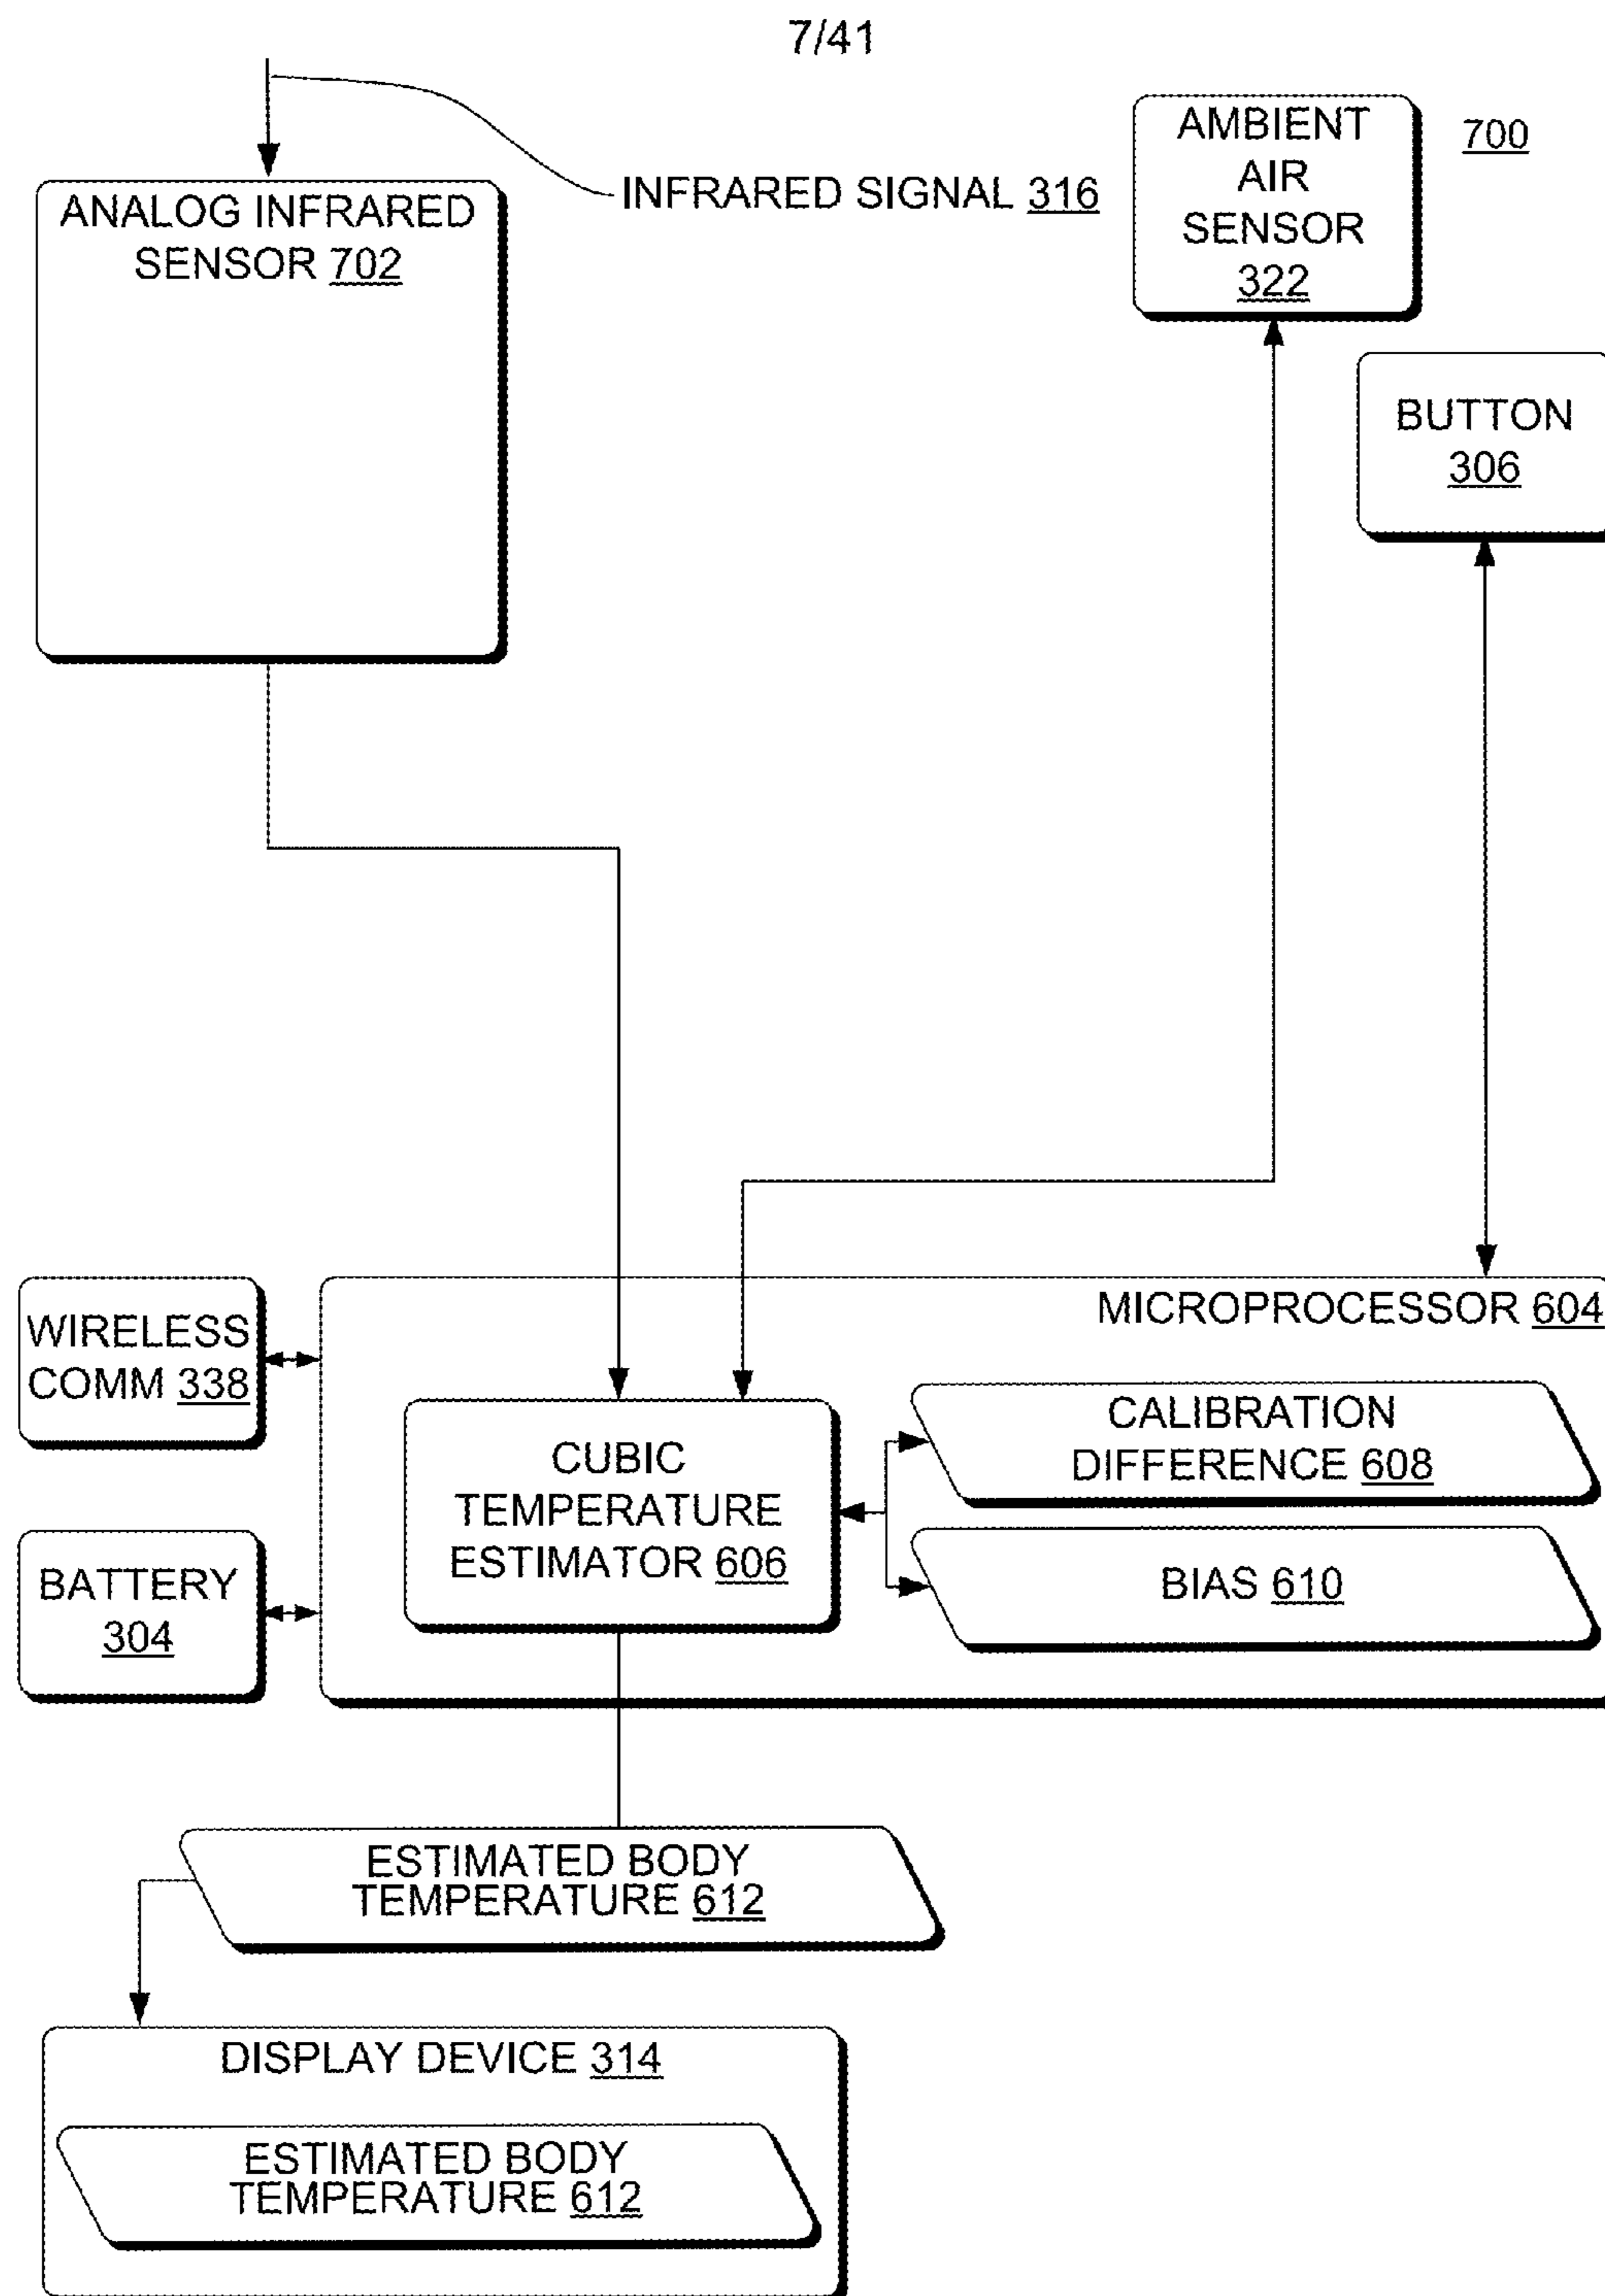 7/41
INFRARED SIGNAL 316
AMBIENT
AIR
SENSOR
322
700
ANALOG INFRARED
SENSOR 702
BUTTON
306
MICROPROCESSOR 604
WIRELESS
COMM 338
CUBIC
TEMPERATURE
ESTIMATOR 606
CALIBRATION
DIFFERENCE 608
BIAS 610
BATTERY
304
ESTIMATED BODY
TEMPERATURE 612
DISPLAY DEVICE 314
ESTIMATED BODY
TEMPERATURE 612